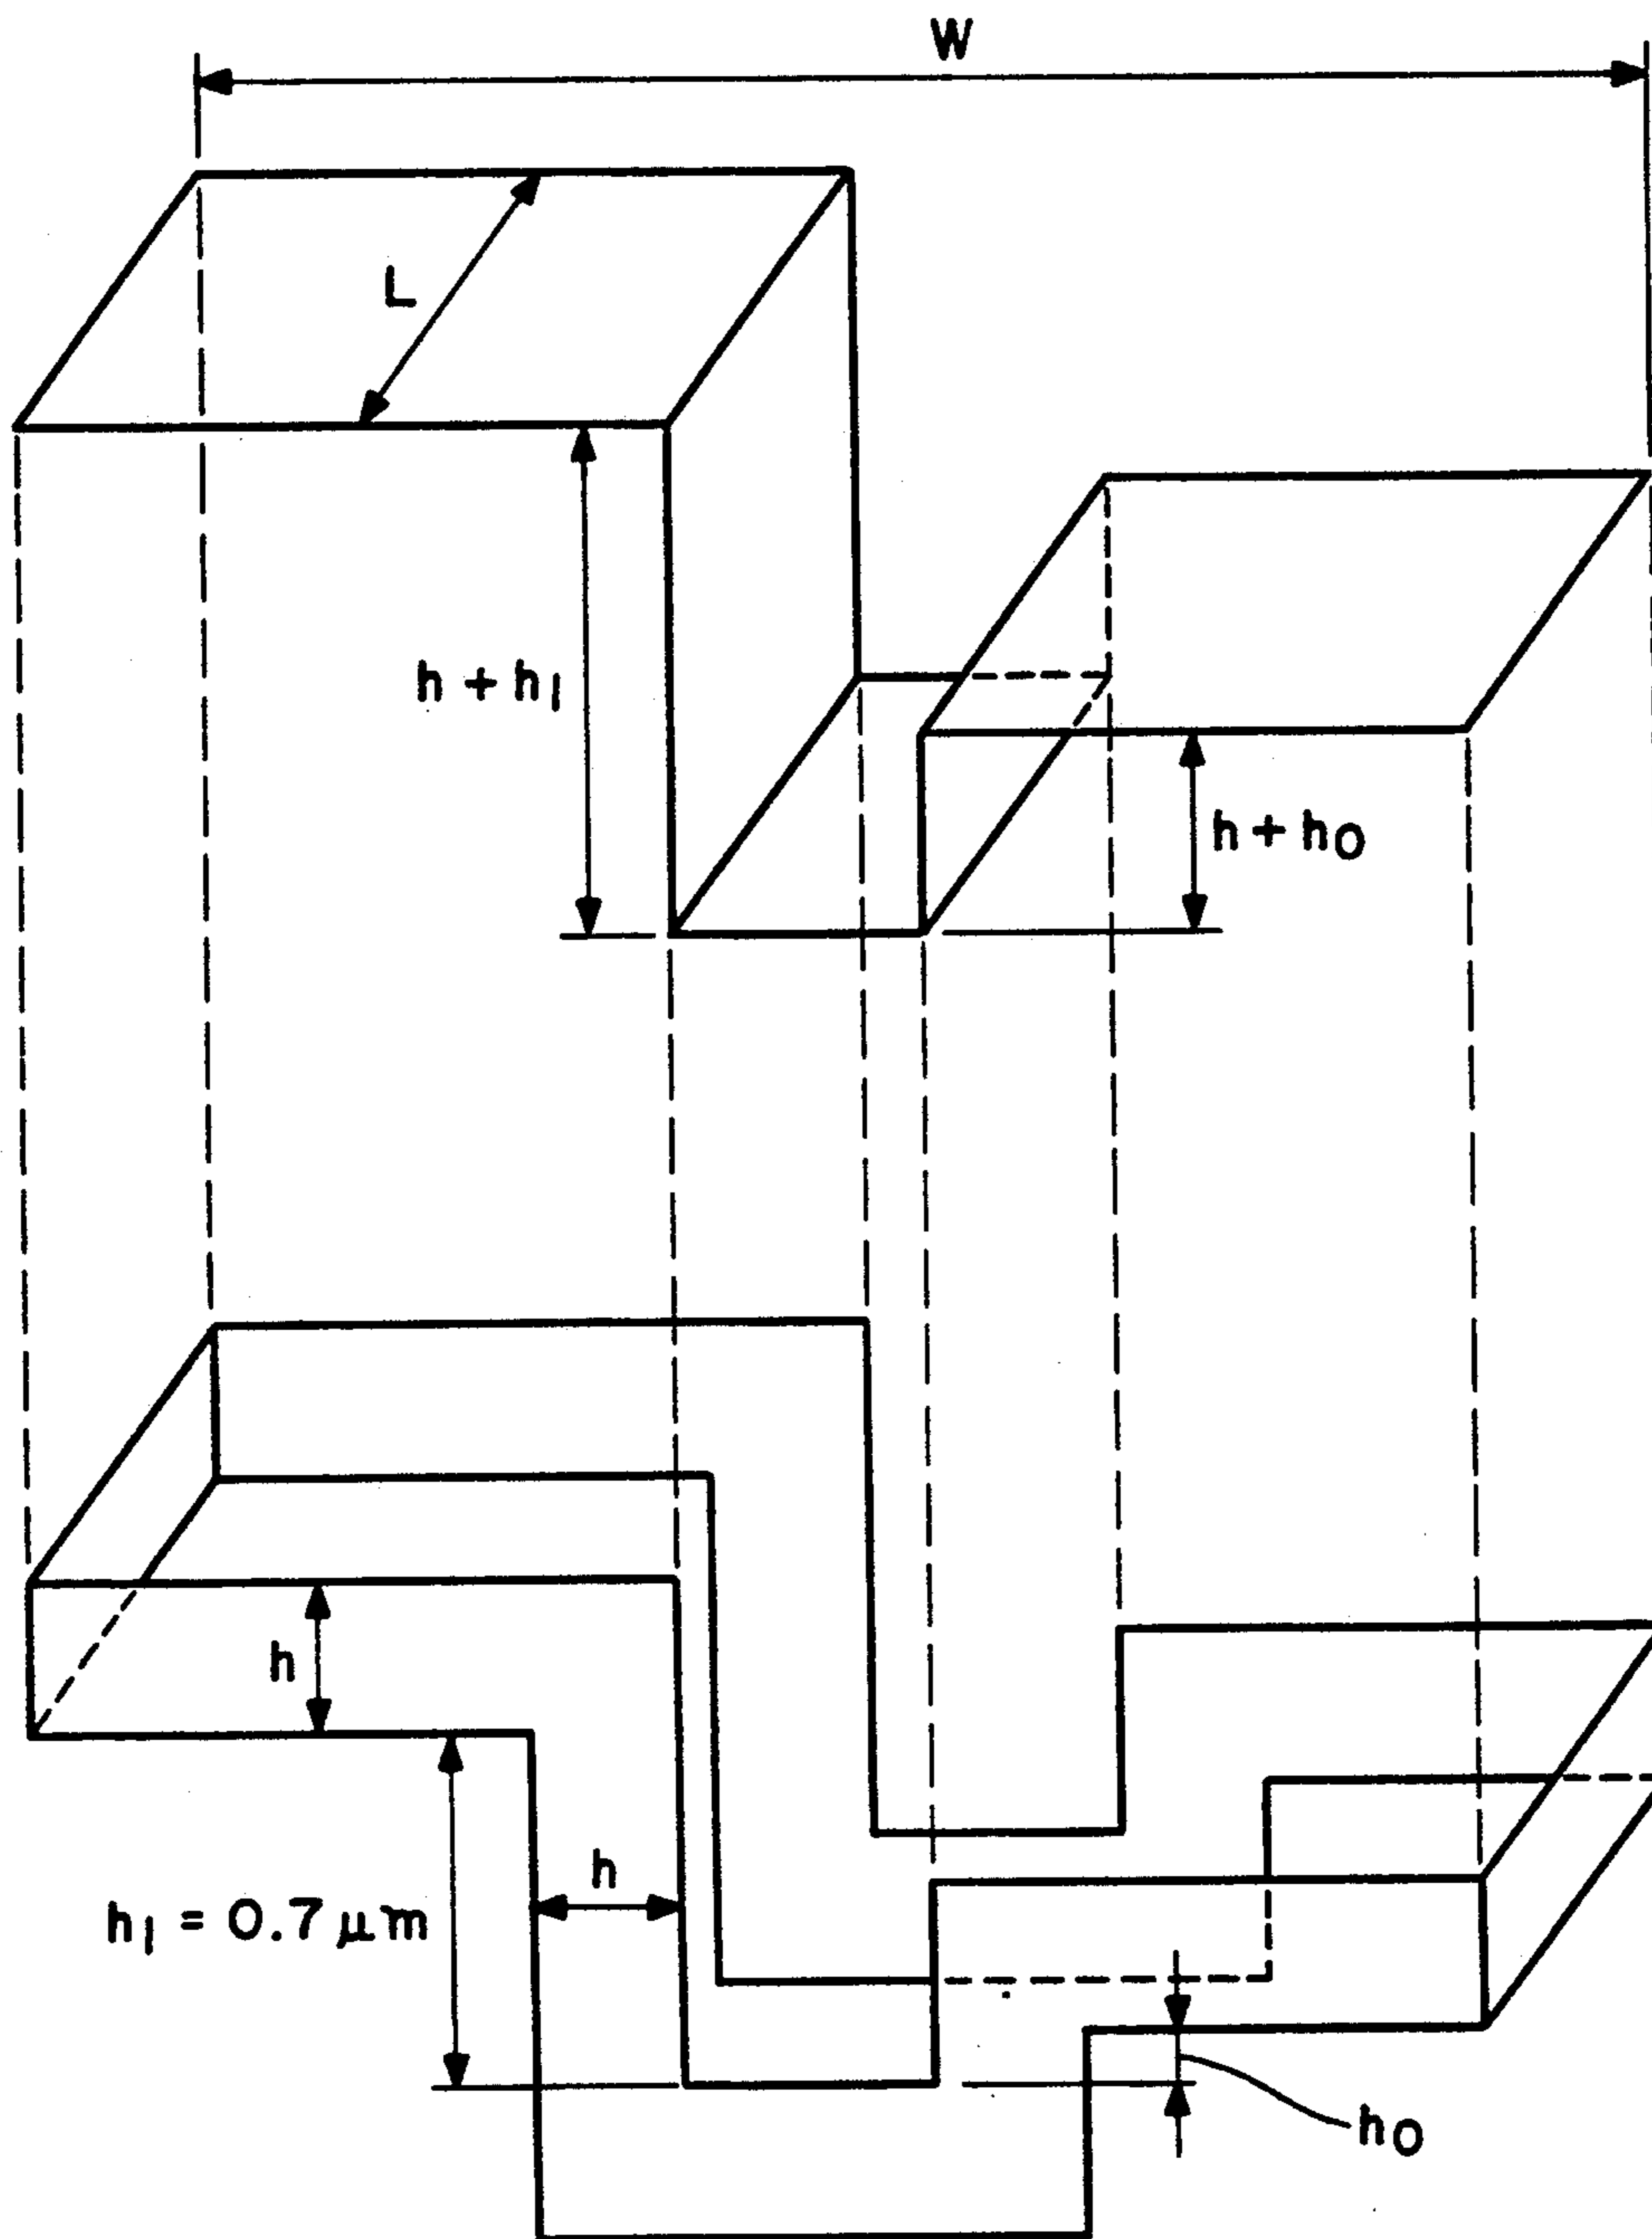 W
L
h + h1
h + h0
h
h
h1 = 0.7 μm
h0